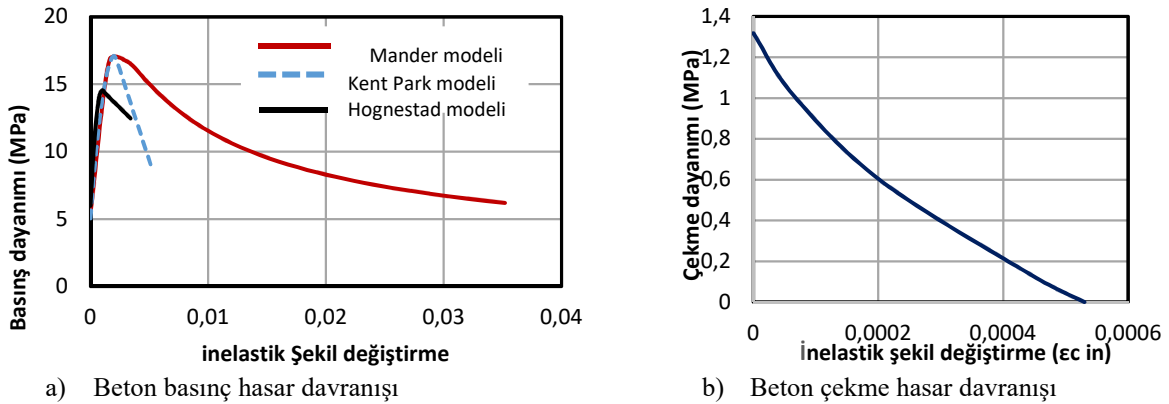 20
15
10
5
0
0 0,01 0,02 0,03 0,04
Basınş dayanımı (MPa)
inelastik Şekil değiştirme
Mander modeli
Kent Park modeli
Hognestad modeli
a) Beton basınç hasar davranışı
1,4
1,2
1
0,8
0,6
0,4
0,2
0
0 0,0002 0,0004 0,0006
Çekme dayanımı (MPa)
İnelastik şekil değiştirme (εc in)
b) Beton çekme hasar davranışı